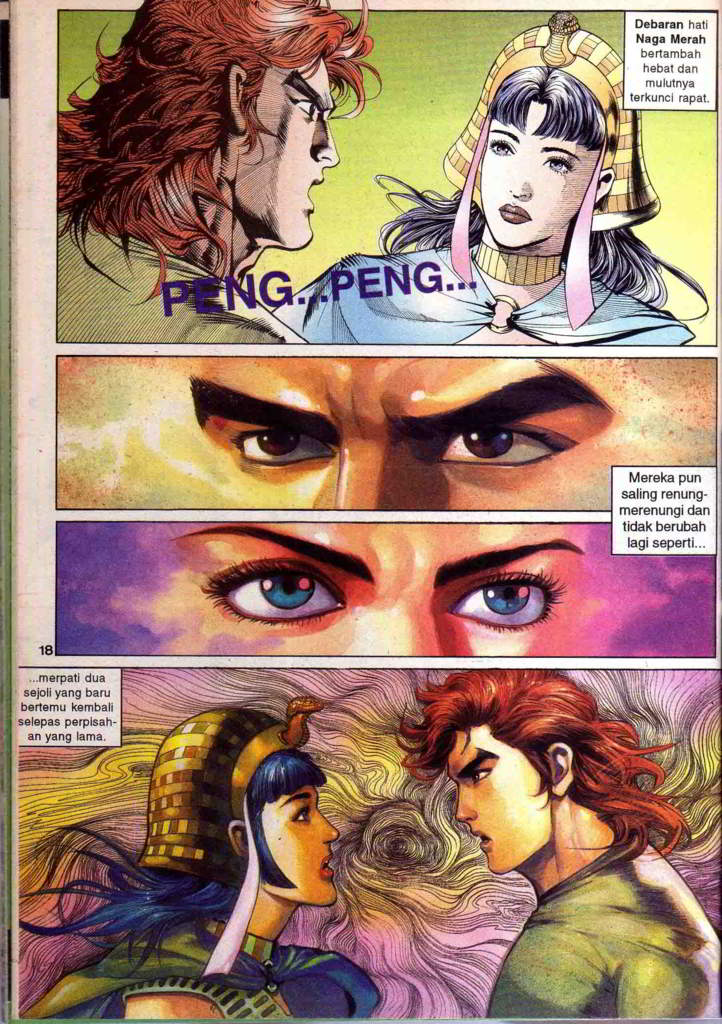 Debaran hati
Naga Merah
bertambah
hebat dan
mulutnya
terkunci rapat.
PENG...PENG...
Mereka pun
saling renung-
merenungi dan
tidak berubah
lagi seperti...
18
...merpati dua
sejoli yang baru
bertemu kembali
selepas perpisah-
an yang lama.